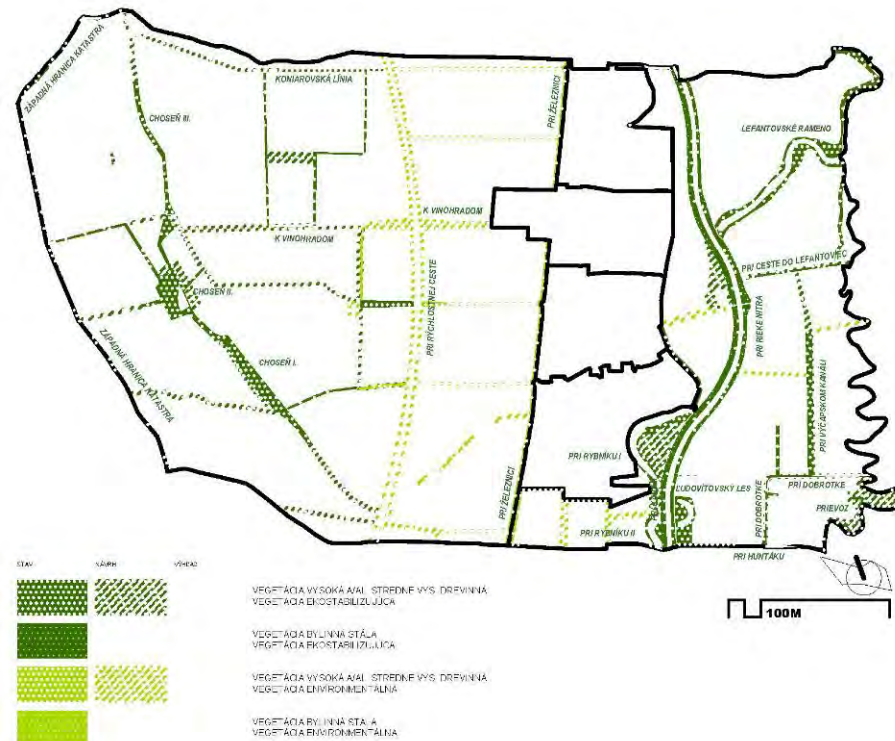 ZÁPADNÁ HRANICA KATASTRA
KONIAROVSKÁ LÍNIA
PRI ŽELEZNICI
CHOSEŇ III.
LEFANTOVSKÉ RAMENO
K VINOHRADOM
K VINOHRADOM
PRI CESTE DO LEFANTOVIEC
CHOSEŇ II.
PRI RÝCHLOSTNEJ CESTE
PRI RIEKE NITRA
ZÁPADNÁ HRANICA KATASTRA
CHOSEŇ I.
PRI VÝČAPSKOM KANÁLI
PRI RYBNÍKU I
PRI ŽELEZNICI
ĽUDOVÍTOVSKÝ LES
PRI DOBROTKE
PRI DOBROTKE
PRIEVOZ
PRI RYBNÍKU II
PRI HUNTÁKU
100M
STAV NÁVRH VÝHĽAD
VEGETÁCIA VYSOKÁ A/AL. STREDNE VYS. DREVINNÁ
VEGETÁCIA EKOSTABILIZUJÚCA
VEGETÁCIA BYLINNÁ STÁLA
VEGETÁCIA EKOSTABILIZUJÚCA
VEGETÁCIA VYSOKÁ A/AL. STREDNE VYS. DREVINNÁ
VEGETÁCIA ENVIRONMENTÁLNA
VEGETÁCIA BYLINNÁ STÁLA
VEGETÁCIA ENVIRONMENTÁLNA